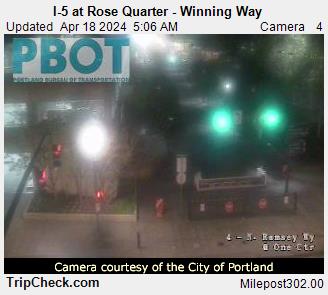 I-5 at Rose Quarter - Winning Way
Updated Apr 18 2024 5:06 AM Camera 4
PBOT
PORTLAND BUREAU OF TRANSPORTATION
4 - N. Ramsey Wy
@ One Ctr
Camera courtesy of the City of Portland
TripCheck.com Milepost302.00